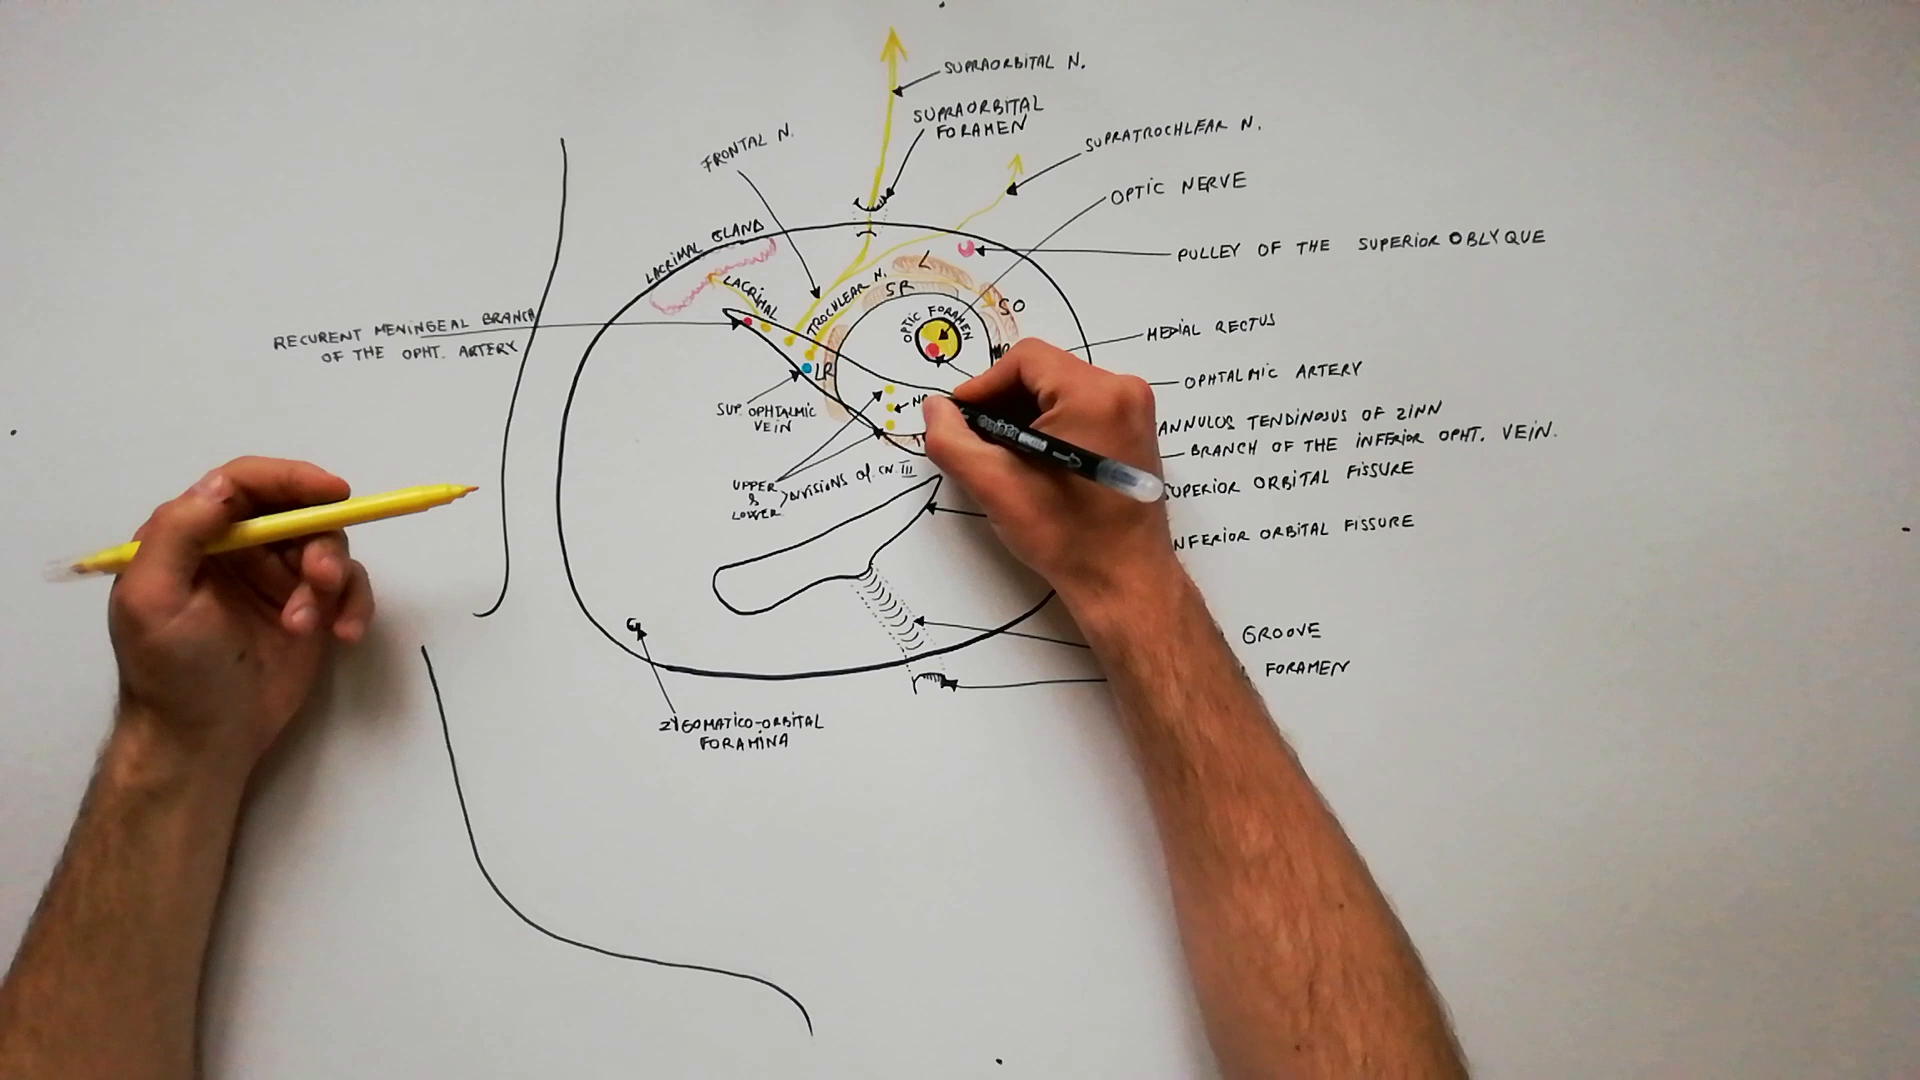 SUPRAORBITAL N.
SUPRAORBITAL
FORAMEN
SUPRATROCHLEAR N.
FRONTAL N.
OPTIC NERVE
LACRIMAL GLAND
PULLEY OF THE SUPERIOR OBLYQUE
LACRIMAL
TROCHLEAR N.
L
SR
SO
OPTIC FORAMEN
RECURENT MENINGEAL BRANCH
OF THE OPHT. ARTERY
MEDIAL RECTUS
LR
OPHTALMIC ARTERY
SUP. OPHTALMIC
VEIN
ANNULUS TENDINOSUS OF ZINN
BRANCH OF THE INFERIOR OPHT. VEIN.
SUPERIOR ORBITAL FISSURE
UPPER
&
LOWER
DIVISIONS of CN. III
INFERIOR ORBITAL FISSURE
GROOVE
FORAMEN
ZYGOMATICO-ORBITAL
FORAMINA